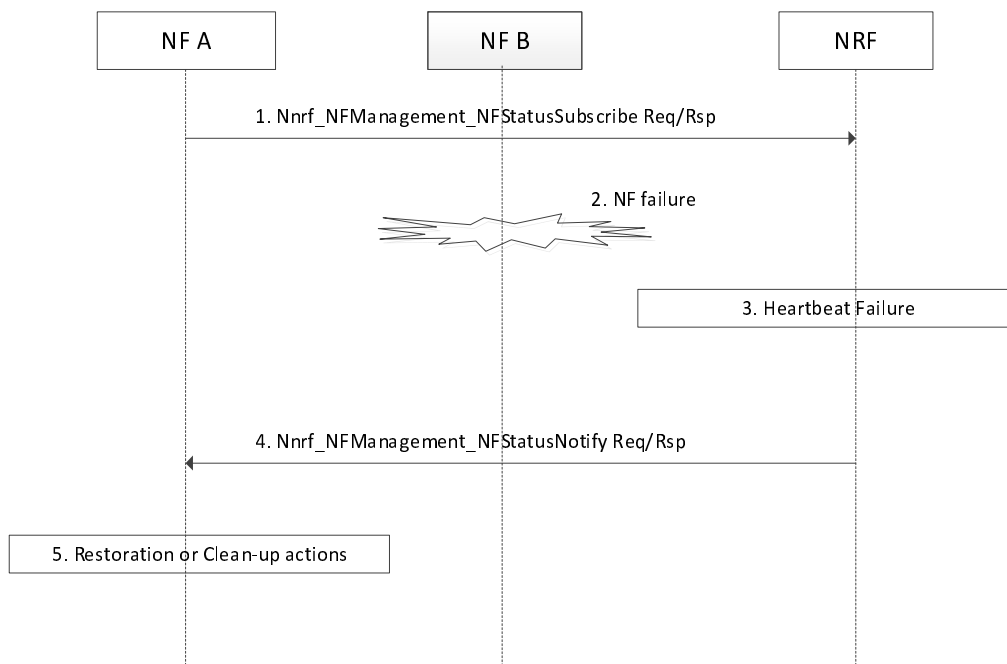 NF A
NF B
NRF
1. Nnrf_NFManagement_NFStatusSubscribe Req/Rsp
2. NF failure
3. Heartbeat Failure
4. Nnrf_NFManagement_NFStatusNotify Req/Rsp
5. Restoration or Clean-up actions